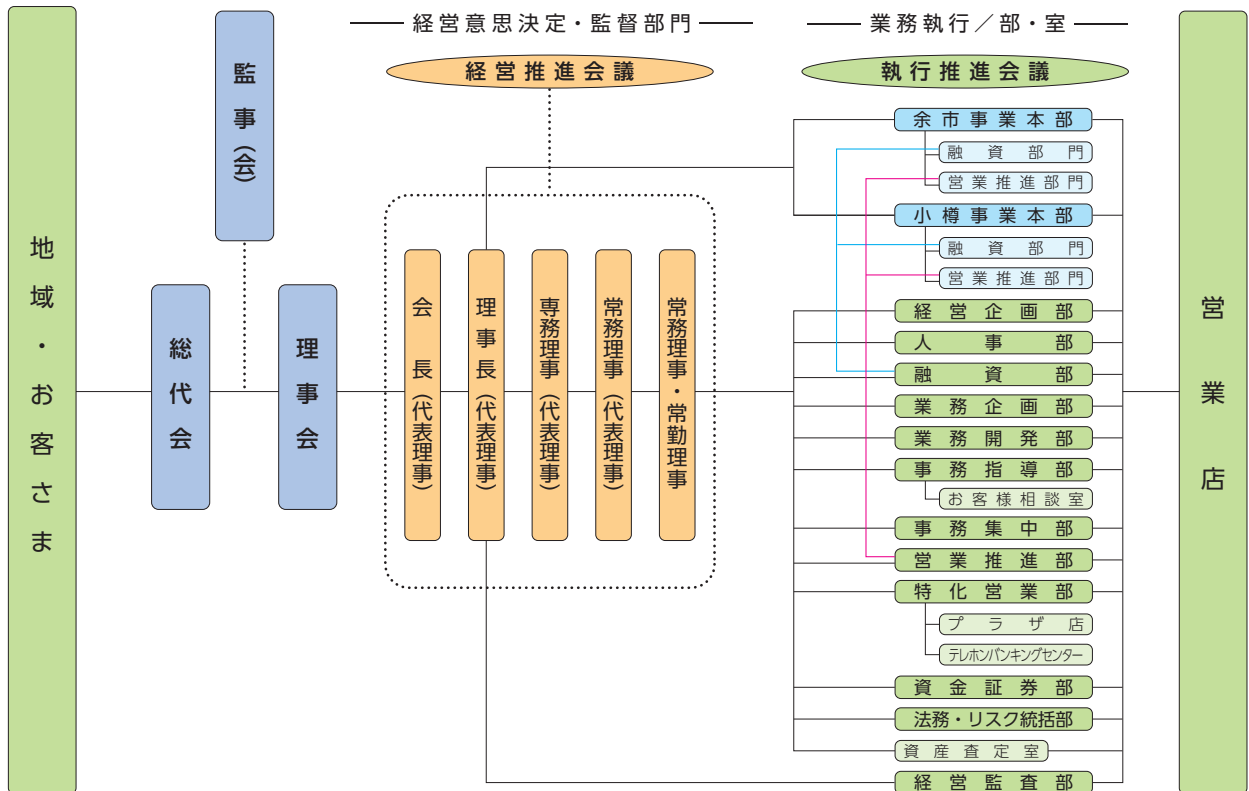 経営意思決定・監督部門
業務執行／部・室
経営推進会議
執行推進会議
地域・お客さま
監事（会）
総代会
理事会
会長（代表理事）
理事長（代表理事）
専務理事（代表理事）
常務理事（代表理事）
常務理事・常勤理事
余市事業本部
融資部門
営業推進部門
小樽事業本部
融資部門
営業推進部門
経営企画部
人事部
融資部
業務企画部
業務開発部
事務指導部
お客様相談室
事務集中部
営業推進部
特化営業部
プラザ店
テレホンバンキングセンター
資金証券部
法務・リスク統括部
資産査定室
経営監査部
営業店